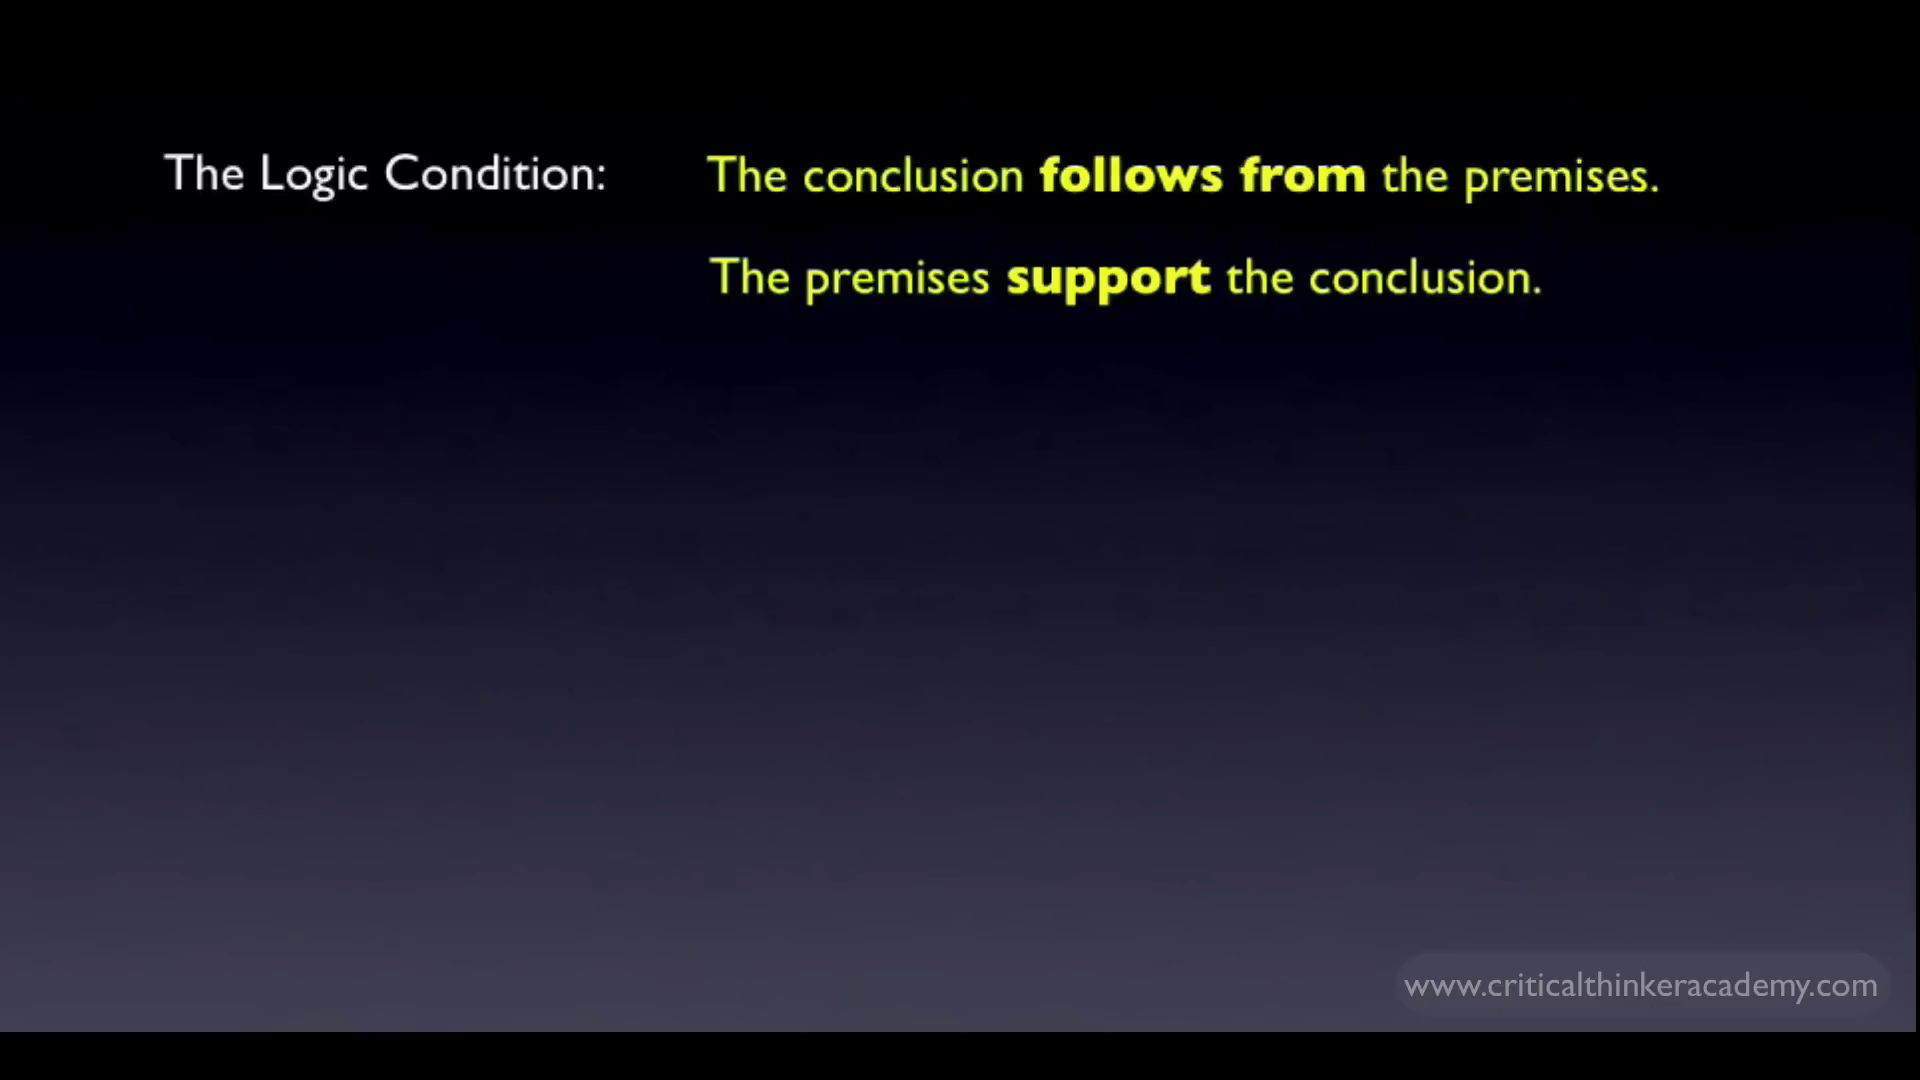 The Logic Condition: The conclusion follows from the premises.
The premises support the conclusion.
www.criticalthinkeracademy.com